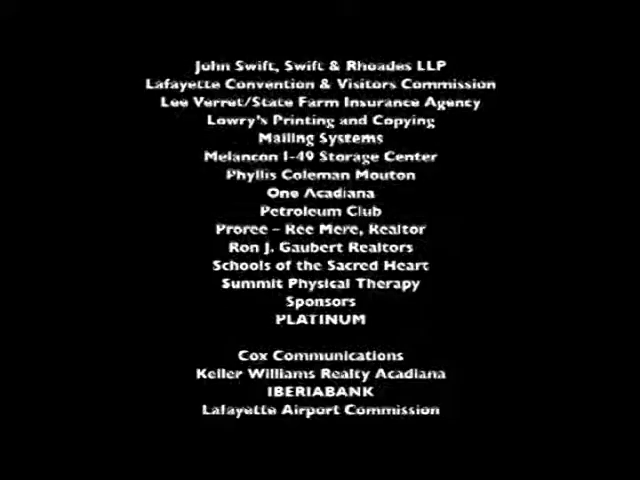 John Swift, Swift & Rhoades LLP
Lafayette Convention & Visitors Commission
Lee Verret/State Farm Insurance Agency
Lowry's Printing and Copying
Mailing Systems
Melancon I-49 Storage Center
Phyllis Coleman Mouton
One Acadiana
Petroleum Club
Proree – Ree Mere, Realtor
Ron J. Gaubert Realtors
Schools of the Sacred Heart
Summit Physical Therapy
Sponsors
PLATINUM
Cox Communications
Keller Williams Realty Acadiana
IBERIABANK
Lafayette Airport Commission